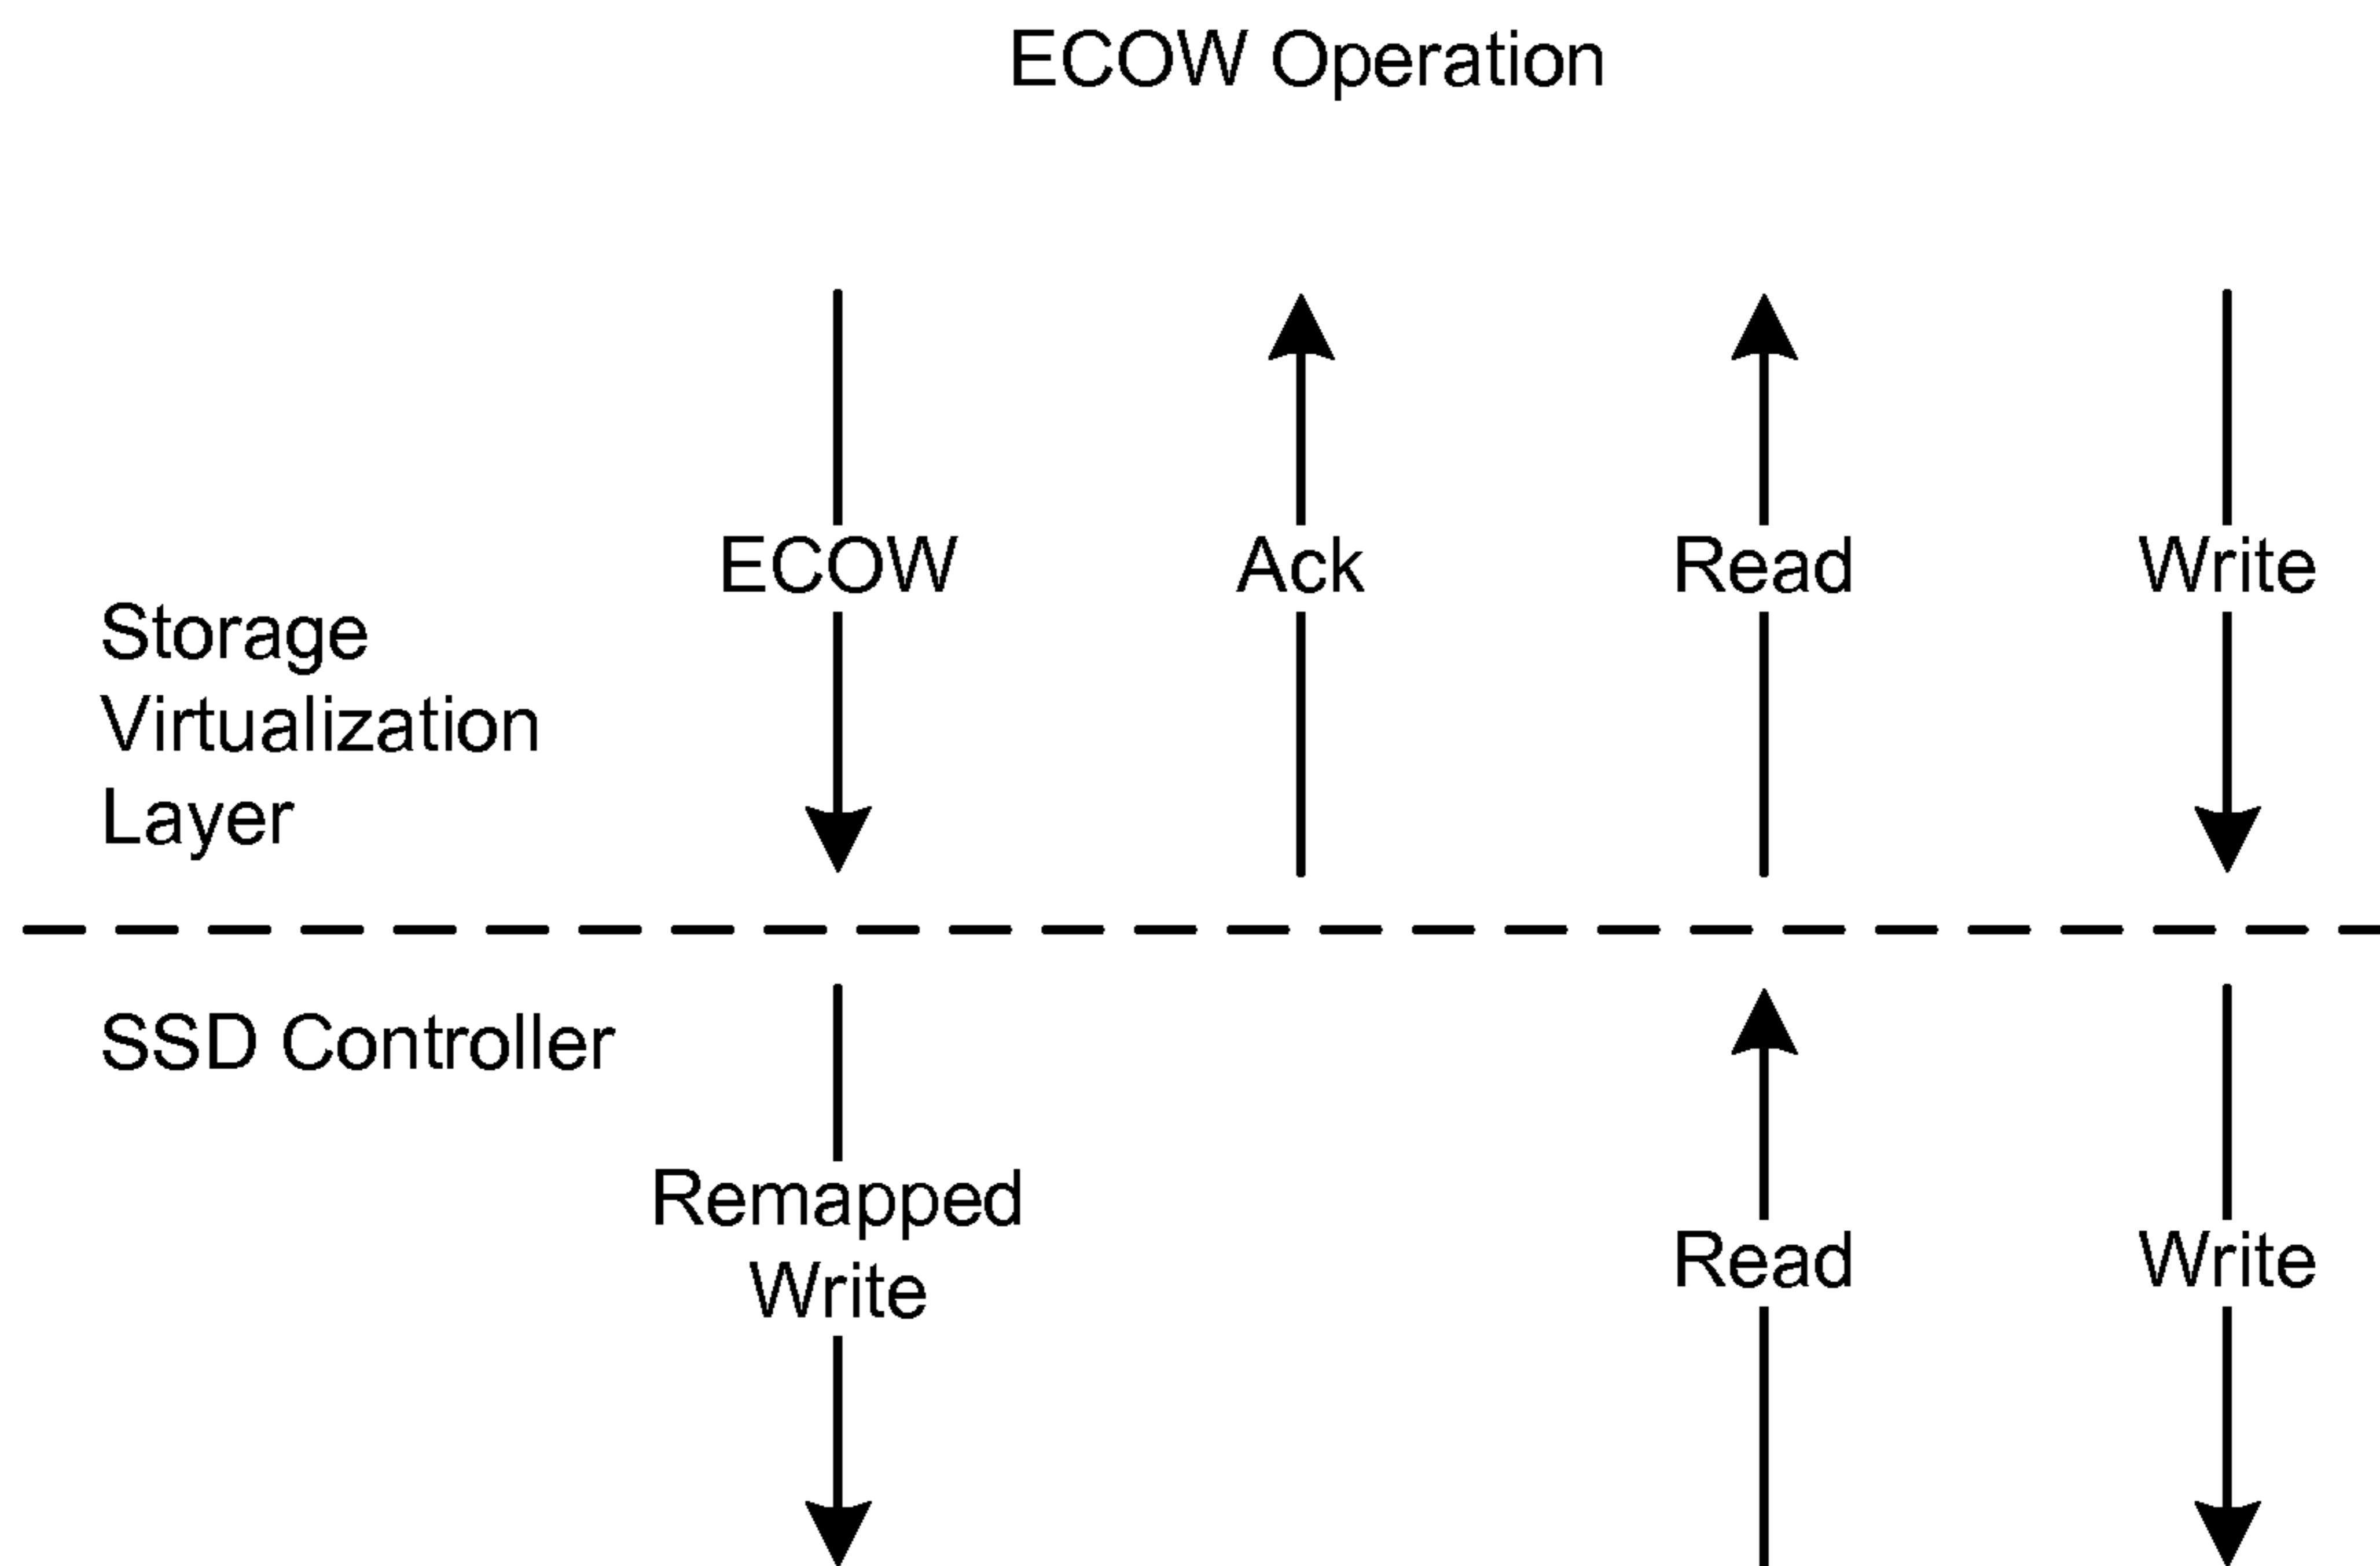 ECOW Operation
ECOW
Ack
Read
Write
Storage
Virtualization
Layer
SSD Controller
Remapped
Write
Read
Write